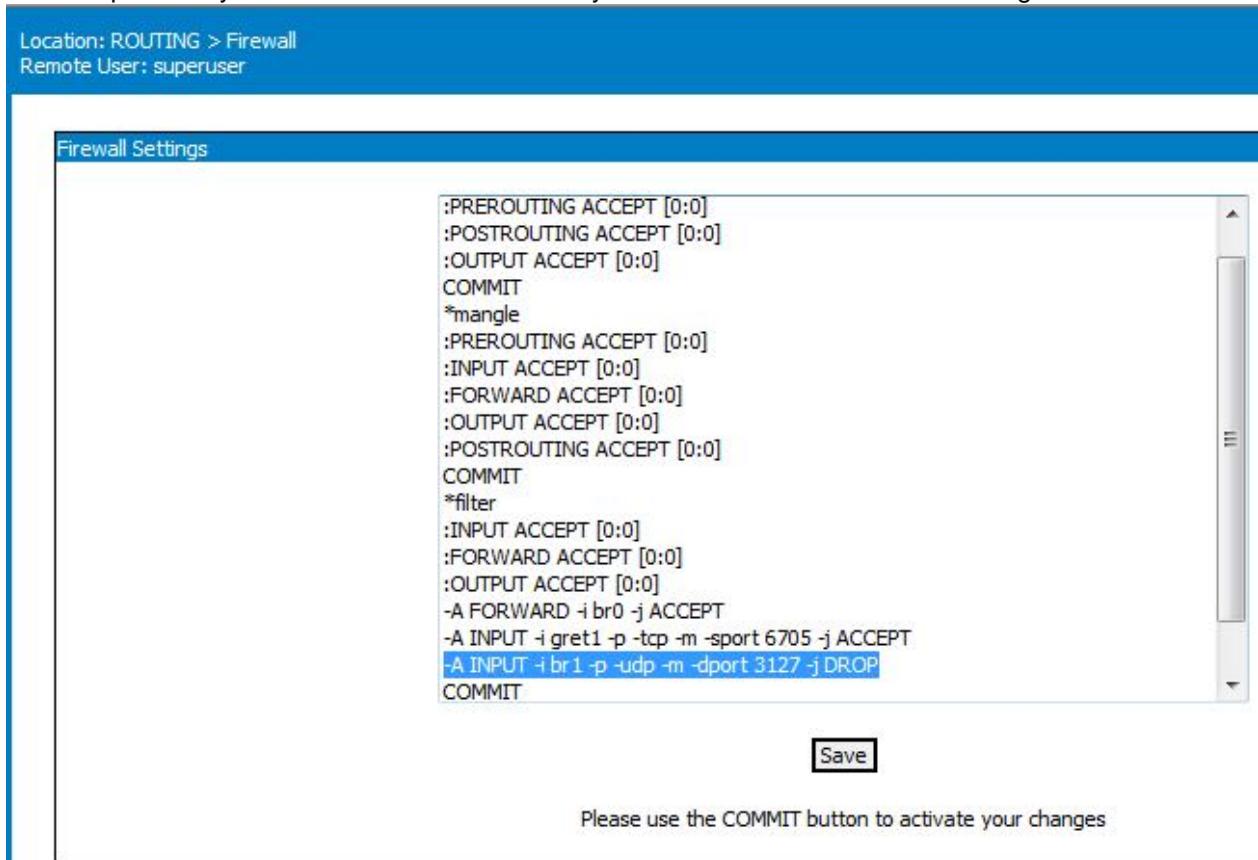 Location: ROUTING > Firewall
Remote User: superuser
Firewall Settings
:PREROUTING ACCEPT [0:0]
:POSTROUTING ACCEPT [0:0]
:OUTPUT ACCEPT [0:0]
COMMIT
*mangle
:PREROUTING ACCEPT [0:0]
:INPUT ACCEPT [0:0]
:FORWARD ACCEPT [0:0]
:OUTPUT ACCEPT [0:0]
:POSTROUTING ACCEPT [0:0]
COMMIT
*filter
:INPUT ACCEPT [0:0]
:FORWARD ACCEPT [0:0]
:OUTPUT ACCEPT [0:0]
-A FORWARD -i br0 -j ACCEPT
-A INPUT -i gret1 -p -tcp -m -sport 6705 -j ACCEPT
-A INPUT -i br1 -p -udp -m -dport 3127 -j DROP
COMMIT
Save
Please use the COMMIT button to activate your changes